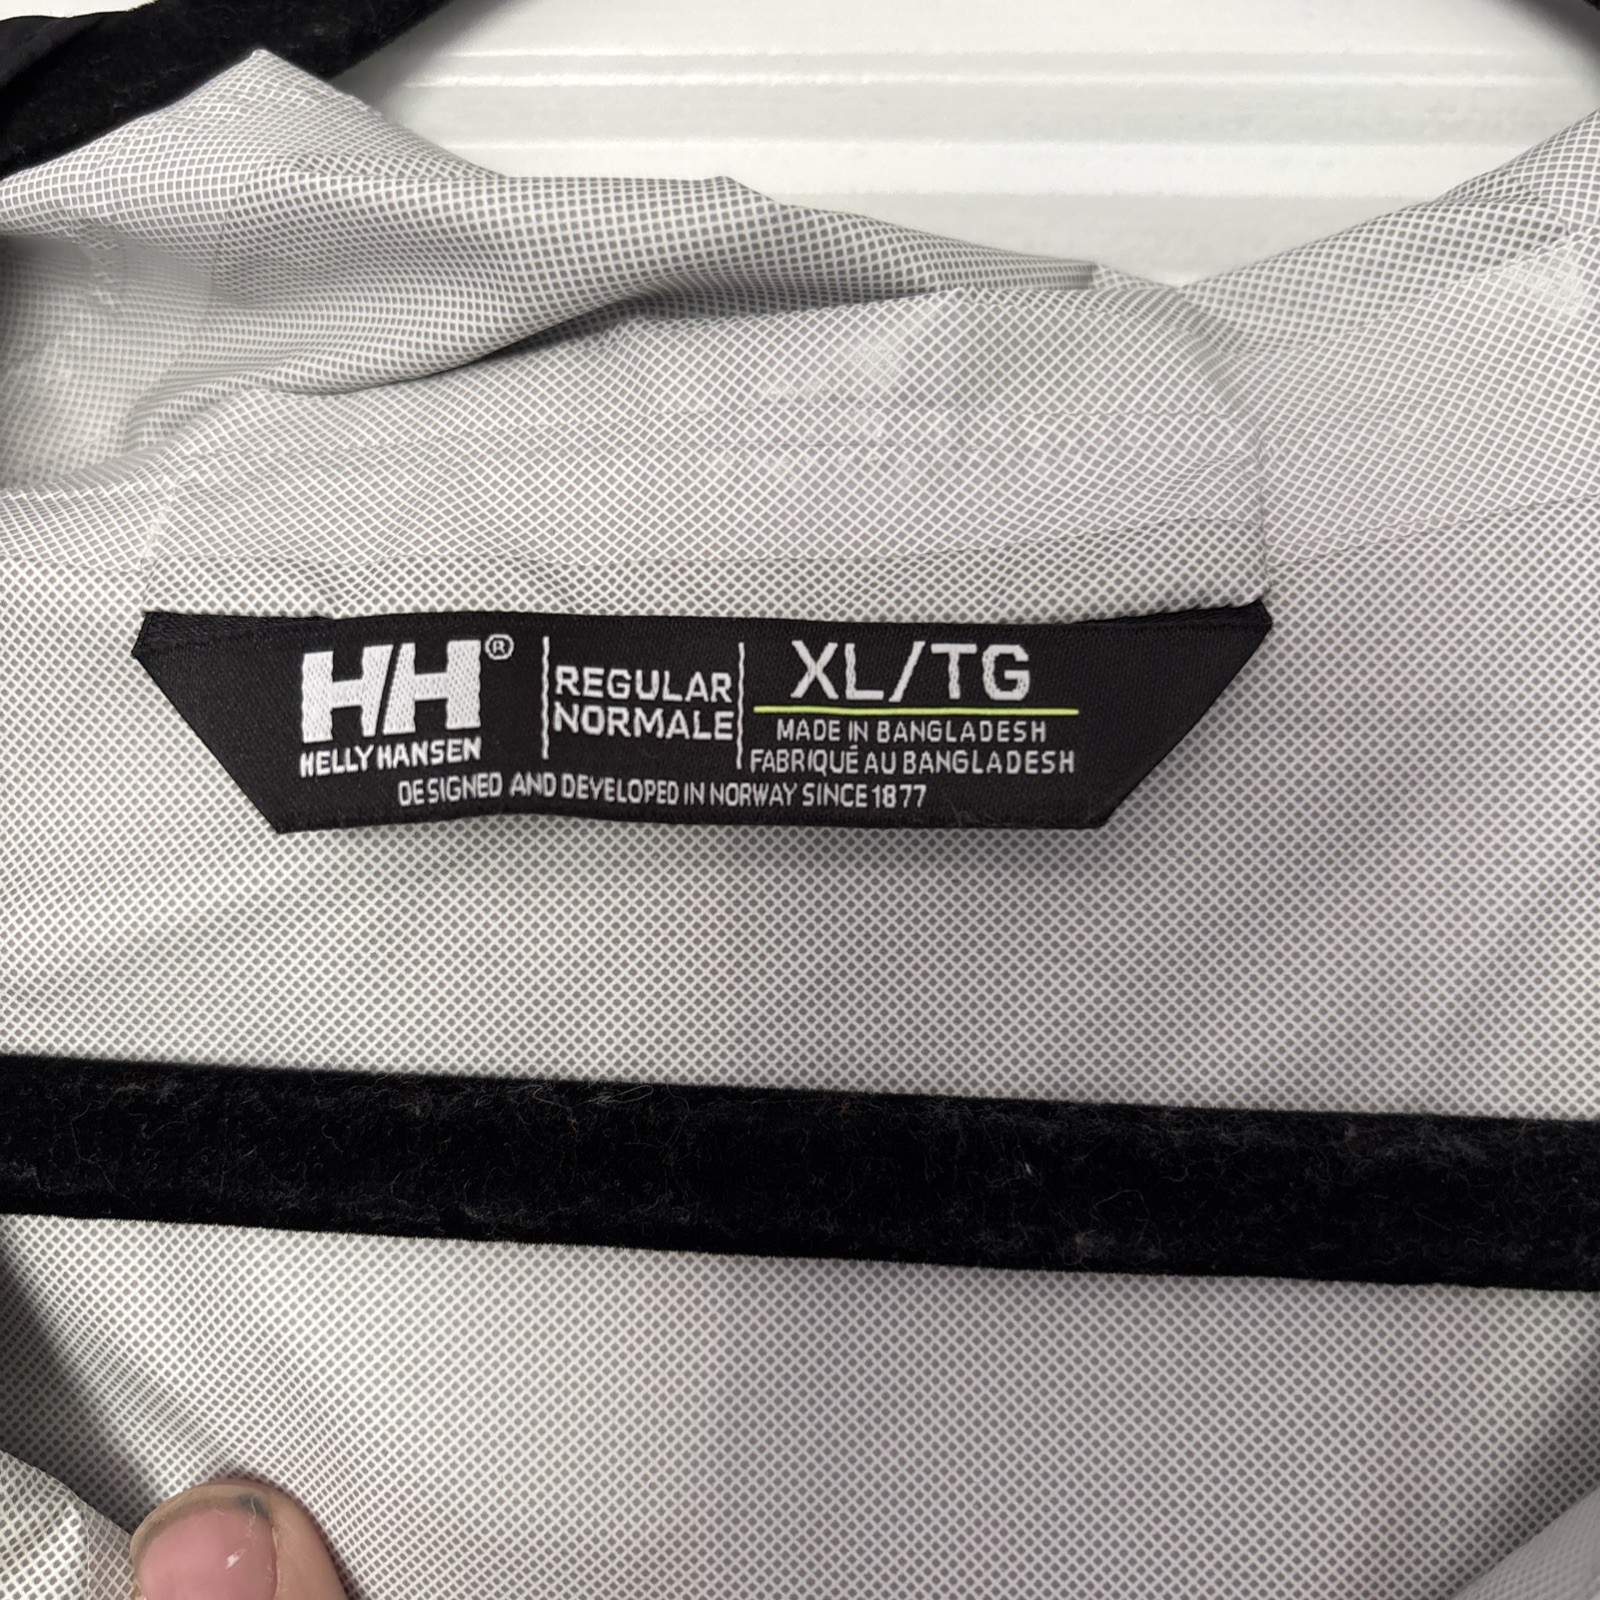 HH®
HELLY HANSEN
REGULAR
NORMALE
XL/TG
MADE IN BANGLADESH
FABRIQUÉ AU BANGLADESH
DESIGNED AND DEVELOPED IN NORWAY SINCE 1877